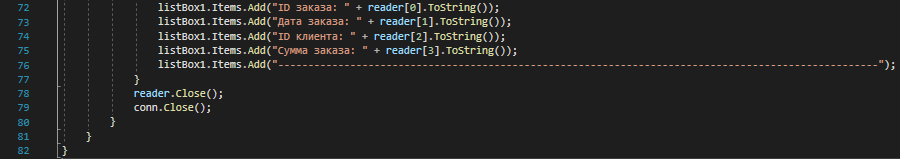 72 listBox1.Items.Add("ID заказа: " + reader[0].ToString());
73 listBox1.Items.Add("Дата заказа: " + reader[1].ToString());
74 listBox1.Items.Add("ID клиента: " + reader[2].ToString());
75 listBox1.Items.Add("Сумма заказа: " + reader[3].ToString());
76 listBox1.Items.Add("----------------------------------------------------------------------------------------------------");
77 }
78 reader.Close();
79 conn.Close();
80 }
81 }
82 }